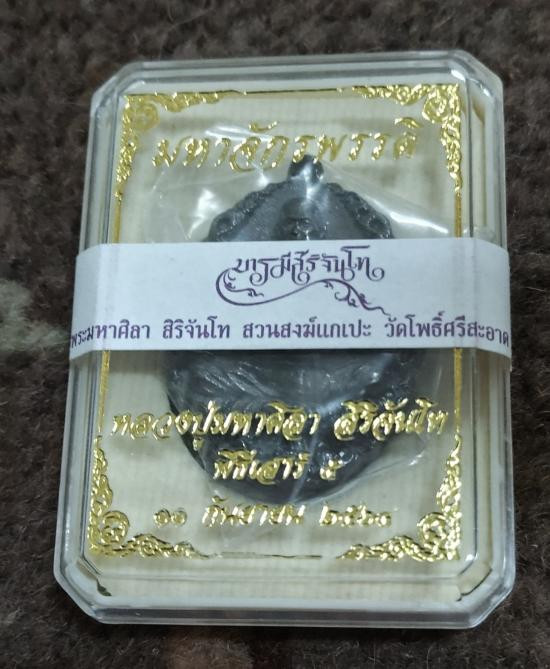 มหาจักรพรรดิ
บารมีสิริจันโท
พระมหาศิลา สิริจันโท สวนสงฆ์แกเปะ วัดโพธิ์ศรีสะอาด
หลวงปู่มหาศิลา สิริจันโท
พิธีเสาร์ ๕
๑๑ กันยายน ๒๕๖๓